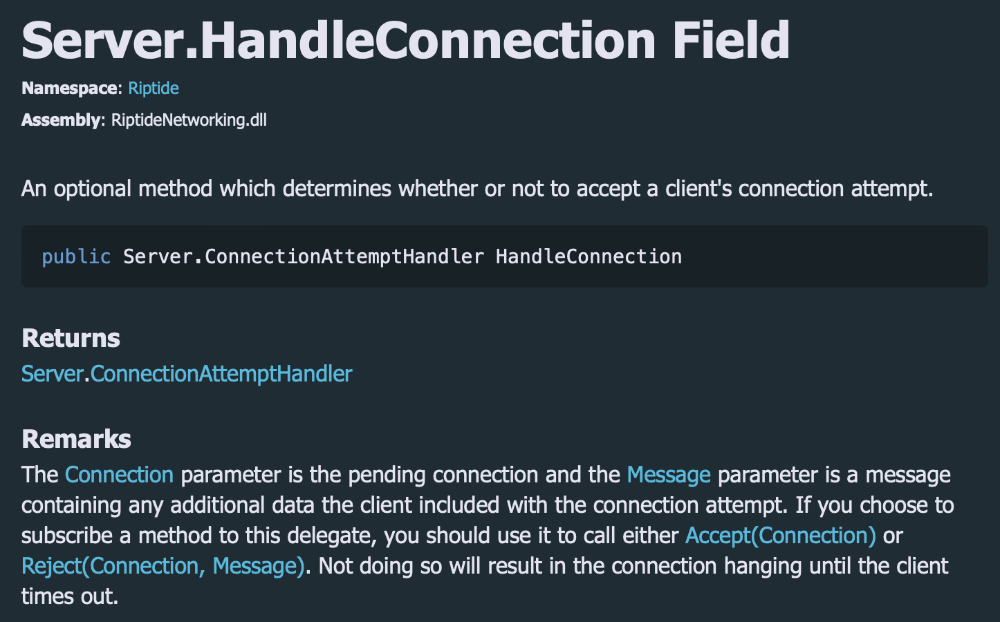 Server.HandleConnection Field
Namespace: Riptide
Assembly: RiptideNetworking.dll
An optional method which determines whether or not to accept a client's connection attempt.
public Server.ConnectionAttemptHandler HandleConnection
Returns
Server.ConnectionAttemptHandler
Remarks
The Connection parameter is the pending connection and the Message parameter is a message
containing any additional data the client included with the connection attempt. If you choose to
subscribe a method to this delegate, you should use it to call either Accept(Connection) or
Reject(Connection, Message). Not doing so will result in the connection hanging until the client
times out.